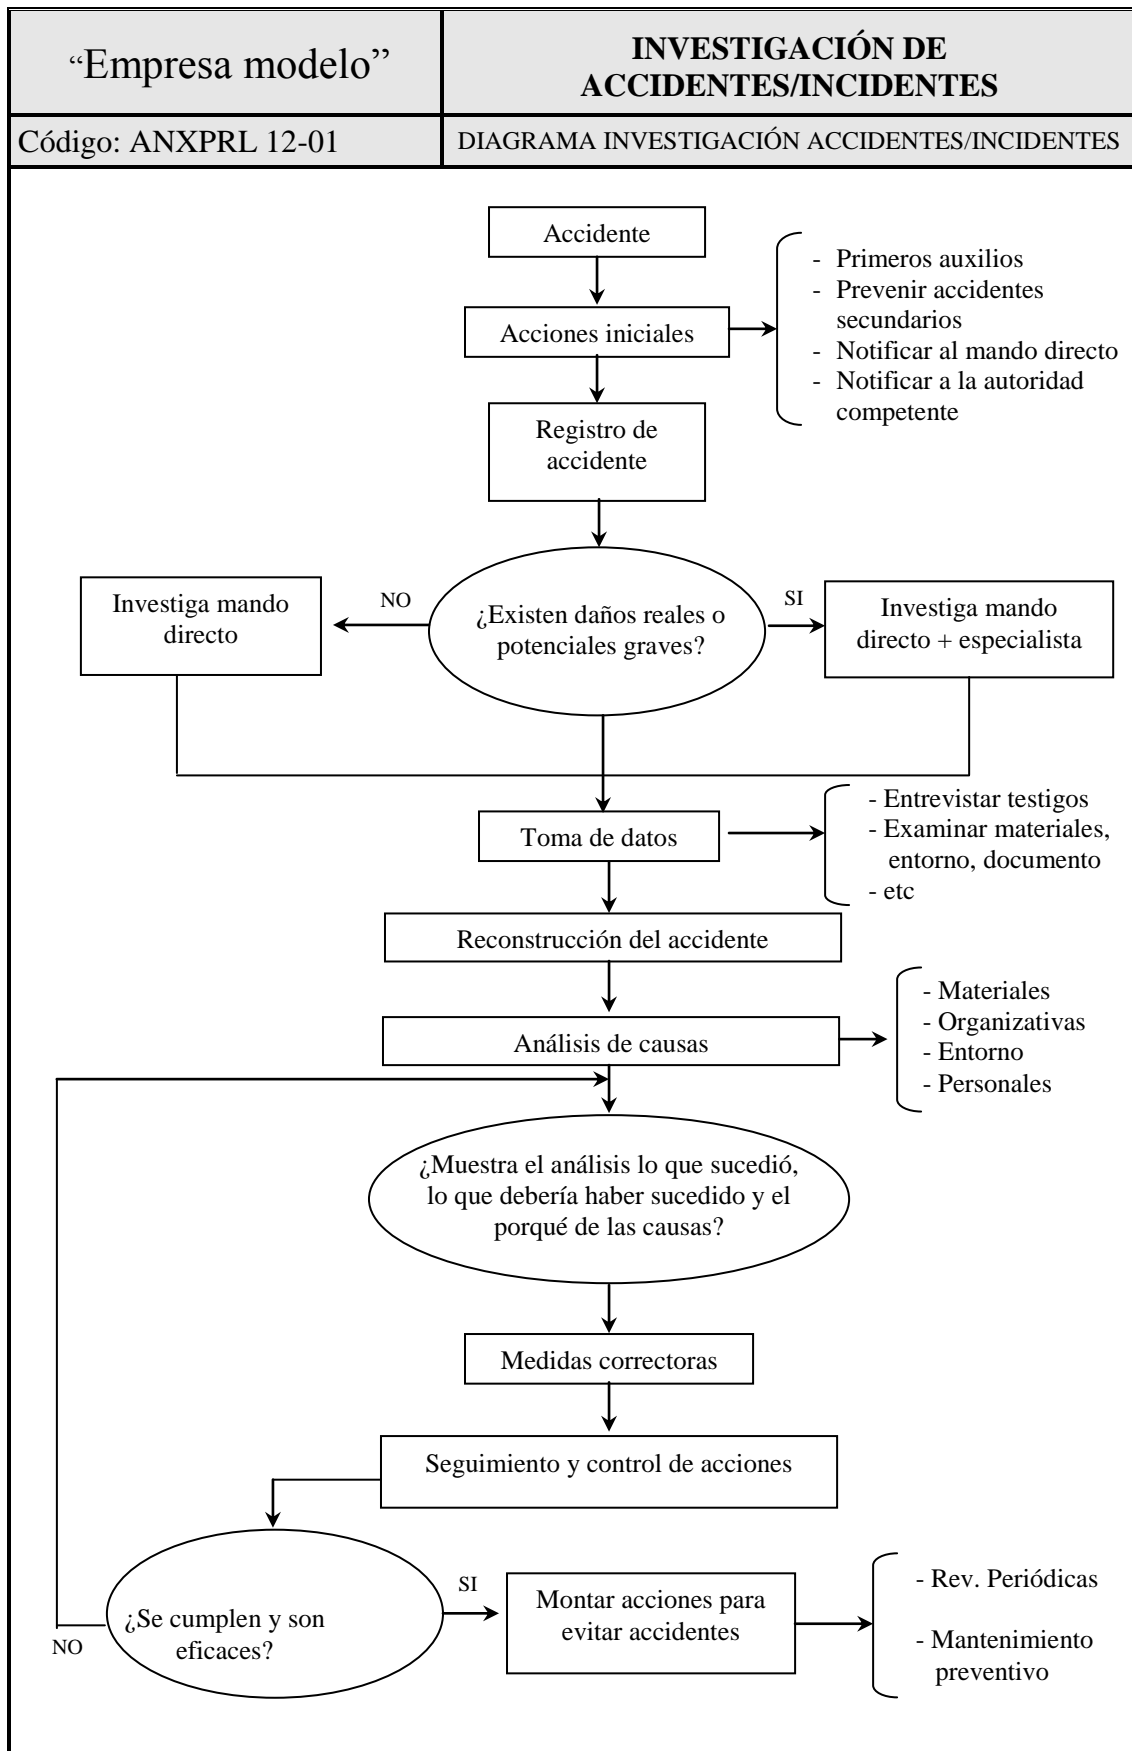 “Empresa modelo”
INVESTIGACIÓN DE
ACCIDENTES/INCIDENTES
Código: ANXPRL 12-01
DIAGRAMA INVESTIGACIÓN ACCIDENTES/INCIDENTES
Accidente
Acciones iniciales
- Primeros auxilios
- Prevenir accidentes
secundarios
- Notificar al mando directo
- Notificar a la autoridad
competente
Registro de
accidente
¿Existen daños reales o
potenciales graves?
NO
Investiga mando
directo
SI
Investiga mando
directo + especialista
Toma de datos
- Entrevistar testigos
- Examinar materiales,
entorno, documento
- etc
Reconstrucción del accidente
Análisis de causas
- Materiales
- Organizativas
- Entorno
- Personales
¿Muestra el análisis lo que sucedió,
lo que debería haber sucedido y el
porqué de las causas?
Medidas correctoras
Seguimiento y control de acciones
¿Se cumplen y son
eficaces?
NO
SI
Montar acciones para
evitar accidentes
- Rev. Periódicas
- Mantenimiento
preventivo